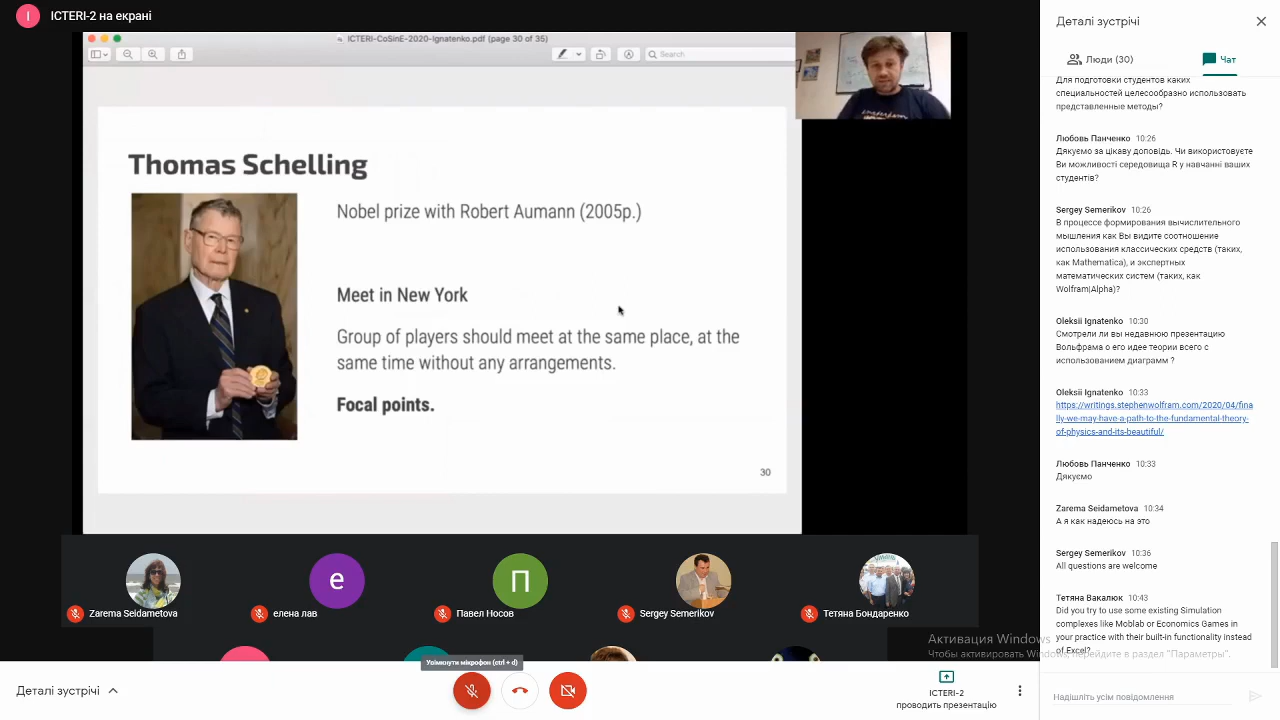 I
ICTERI-2 на екрані
ICTERI-CoSinE-2020-Ignatenko.pdf (page 30 of 35)
Search
Thomas Schelling
Nobel prize with Robert Aumann (2005p.)
Meet in New York
Group of players should meet at the same place, at the
same time without any arrangements.
Focal points.
30
e
П
Zarema Seidametova
елена лав
Павел Носов
Sergey Semerikov
Тетяна Бондаренко
Увімкнути мікрофон (ctrl + d)
Деталі зустрічі
ICTERI-2
проводить презентацію
Деталі зустрічі
Люди (30)
Чат
Для подготовки студентов каких
специальностей целесообразно использовать
представленные методы?
Любовь Панченко 10:26
Дякуємо за цікаву доповідь. Чи використовуєте
Ви можливості середовища R у навчанні ваших
студентів?
Sergey Semerikov 10:26
В процессе формирования вычислительного
мышления как Вы видите соотношение
использования классических средств (таких,
как Mathematica), и экспертных
математических систем (таких, как
Wolfram|Alpha)?
Oleksii Ignatenko 10:30
Смотрели ли вы недавнюю презентацию
Вольфрама о его идее теории всего с
использованием диаграмм ?
Oleksii Ignatenko 10:33
https://writings.stephenwolfram.com/2020/04/fina
lly-we-may-have-a-path-to-the-fundamental-theory-
of-physics-and-its-beautiful/
Любовь Панченко 10:33
Дякуємо
Zarema Seidametova 10:34
А я как надеюсь на это
Sergey Semerikov 10:36
All questions are welcome
Тетяна Вакалюк 10:43
Did you try to use some existing Simulation
complexes like Moblab or Economics Games in
your practice with their built-in functionality instead
of Excel?
Активация Windows
Чтобы активировать Windows, перейдите в раздел "Параметры".
Надішліть усім повідомлення